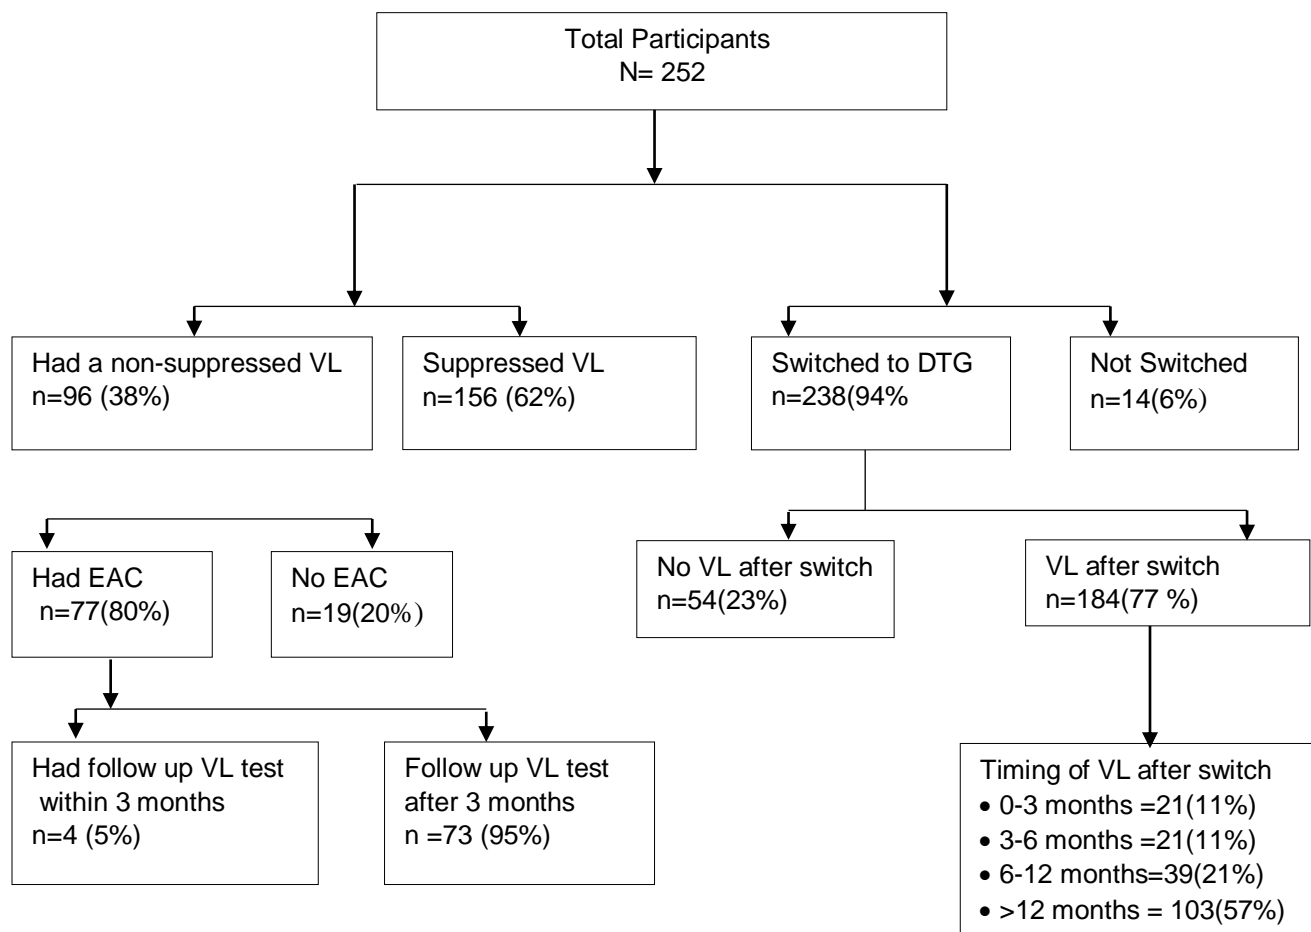 Total Participants
N= 252
Had a non-suppressed VL
n=96 (38%)
Suppressed VL
n=156 (62%)
Switched to DTG
n=238(94%
Not Switched
n=14(6%)
Had EAC
n=77(80%)
No EAC
n=19(20%)
No VL after switch
n=54(23%)
VL after switch
n=184(77 %)
Had follow up VL test
within 3 months
n=4 (5%)
Follow up VL test
after 3 months
n =73 (95%)
Timing of VL after switch
• 0-3 months =21(11%)
• 3-6 months =21(11%)
• 6-12 months=39(21%)
• >12 months = 103(57%)